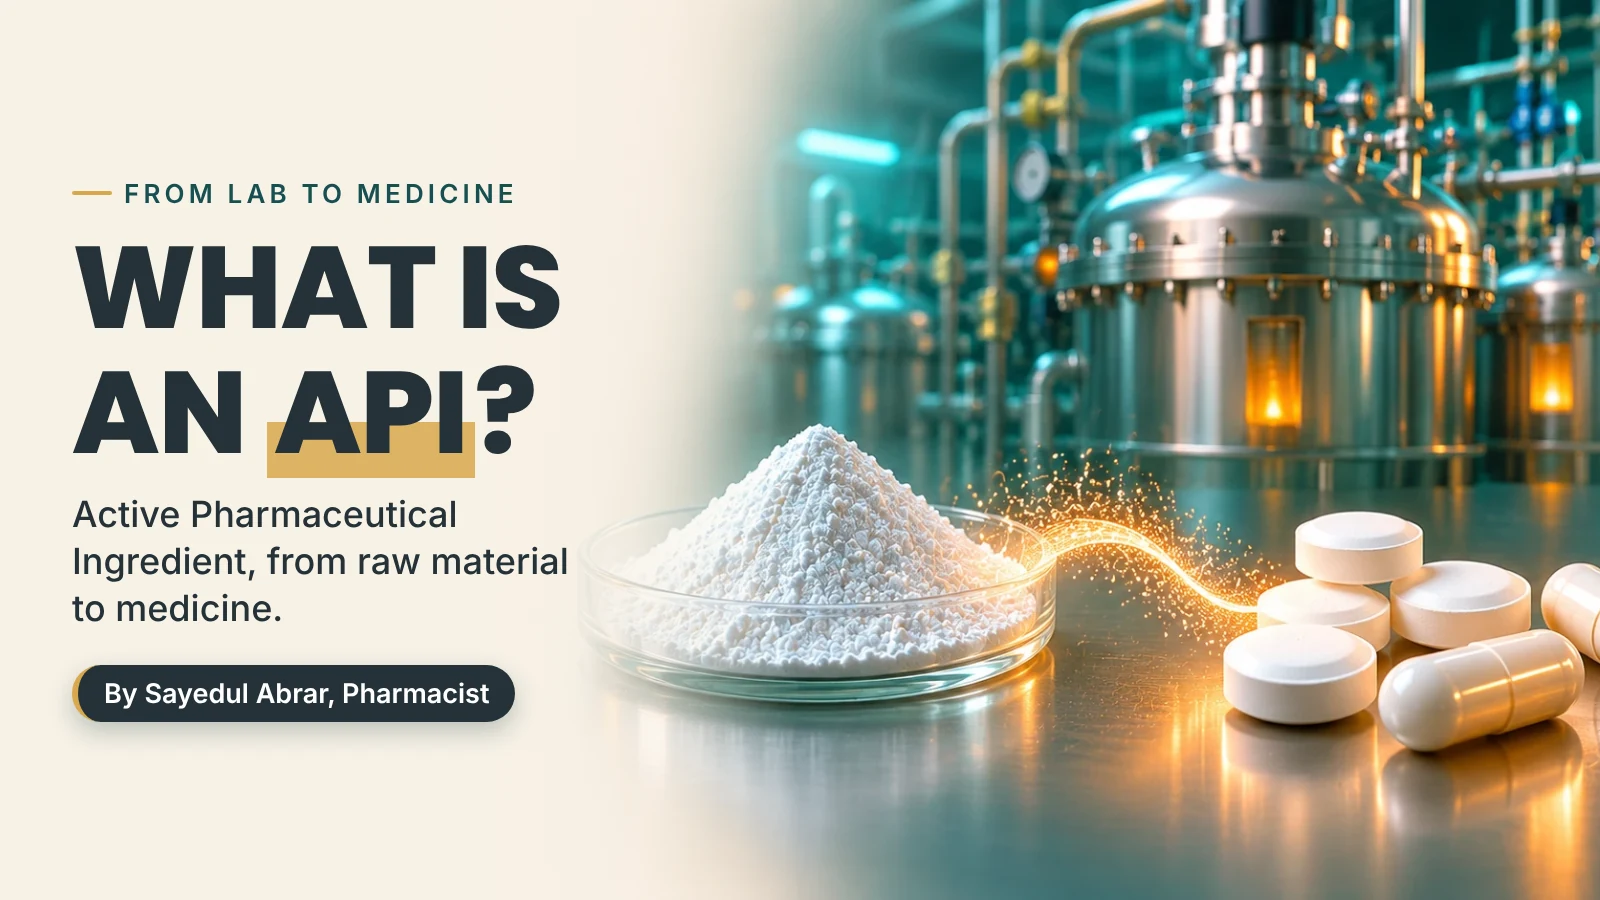 FROM LAB TO MEDICINE
WHAT IS
AN API?
Active Pharmaceutical
Ingredient, from raw material
to medicine.
By Sayedul Abrar, Pharmacist